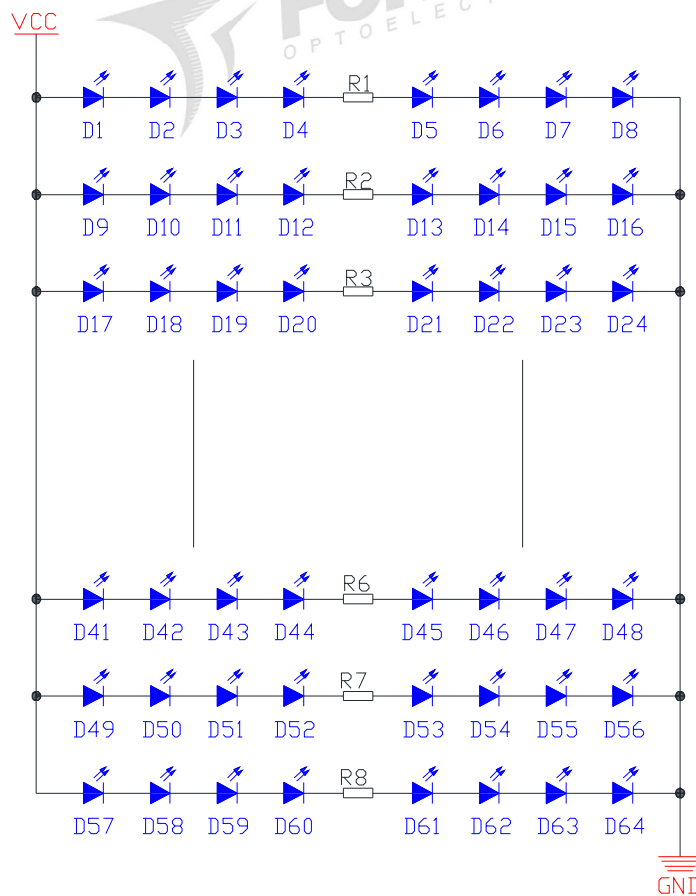 VCC
OPTOELECT
R1
D1 D2 D3 D4 D5 D6 D7 D8
R2
D9 D10 D11 D12 D13 D14 D15 D16
R3
D17 D18 D19 D20 D21 D22 D23 D24
R6
D41 D42 D43 D44 D45 D46 D47 D48
R7
D49 D50 D51 D52 D53 D54 D55 D56
R8
D57 D58 D59 D60 D61 D62 D63 D64
GND